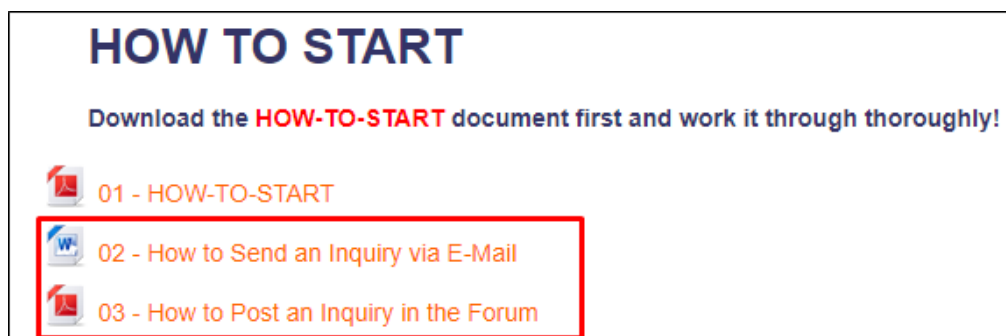 HOW TO START
Download the HOW-TO-START document first and work it through thoroughly!
01 - HOW-TO-START
02 - How to Send an Inquiry via E-Mail
03 - How to Post an Inquiry in the Forum